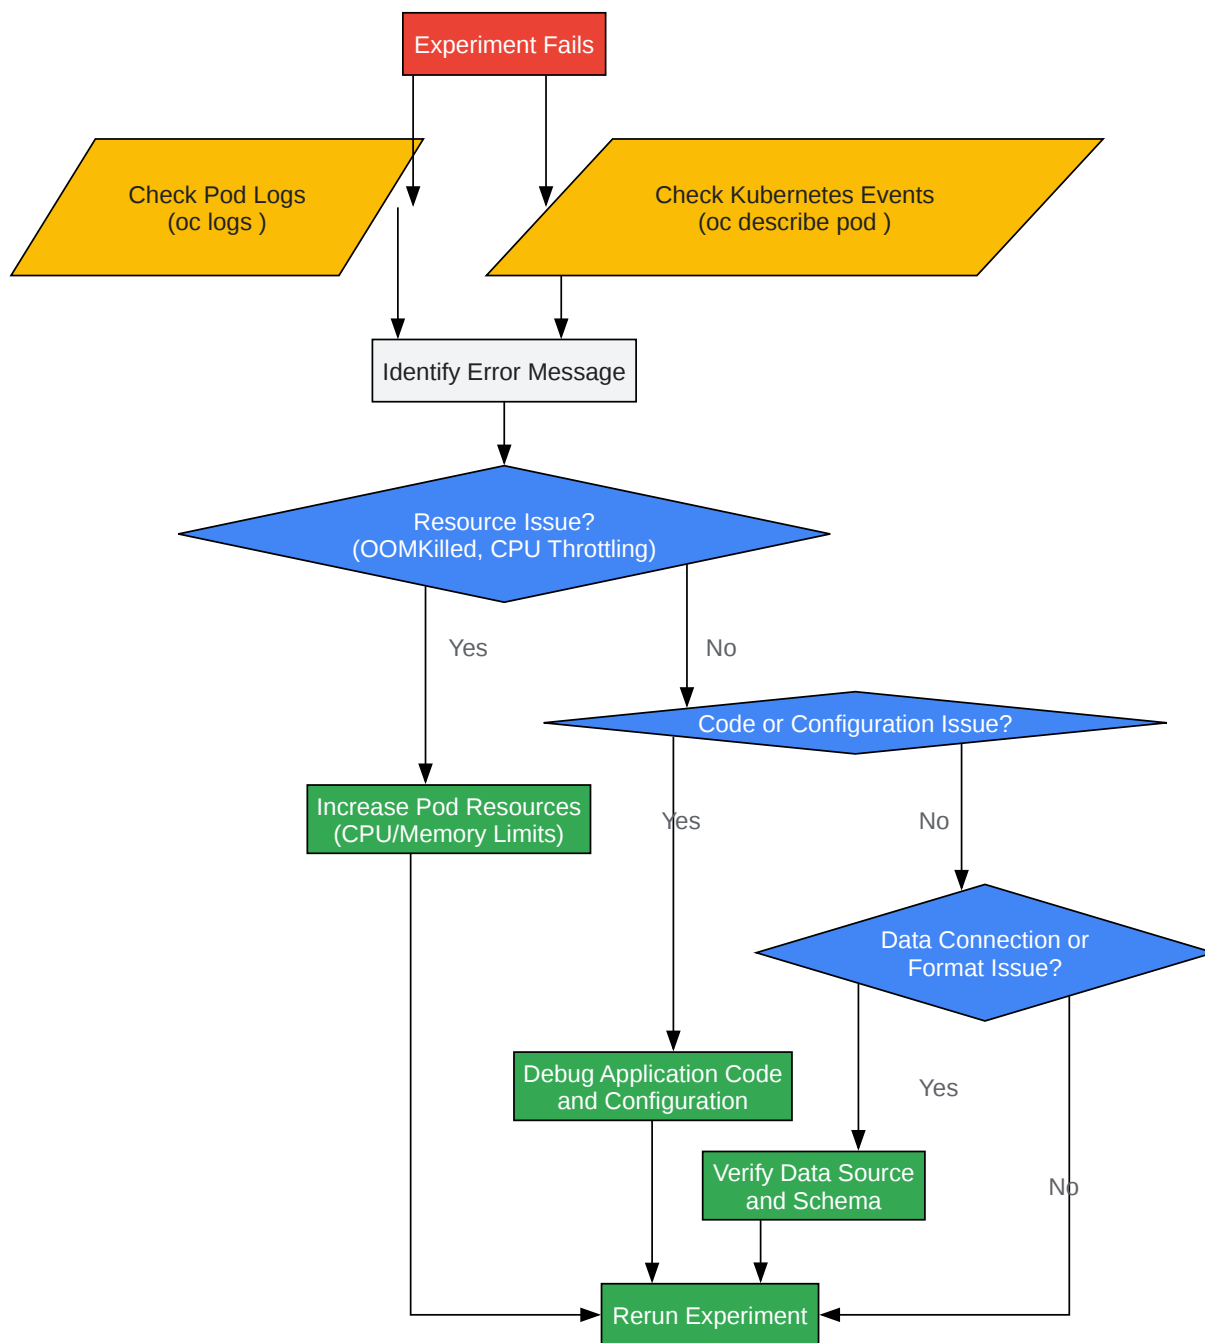 Experiment Fails
Check Pod Logs
(oc logs )
Check Kubernetes Events
(oc describe pod )
Identify Error Message
Resource Issue?
(OOMKilled, CPU Throttling)
Yes
No
Code or Configuration Issue?
Increase Pod Resources
(CPU/Memory Limits)
Yes
No
Data Connection or
Format Issue?
Debug Application Code
and Configuration
Yes
Verify Data Source
and Schema
No
Rerun Experiment